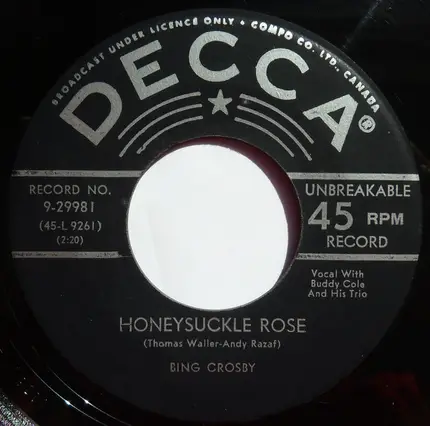 BROADCAST UNDER LICENCE ONLY • COMPO CO. LTD., CANADA
DECCA®
RECORD NO.
9-29981
(45-L 9261)
(2:20)
UNBREAKABLE
45 RPM
RECORD
Vocal With
Buddy Cole
And His Trio
HONEYSUCKLE ROSE
(Thomas Waller-Andy Razaf)
BING CROSBY